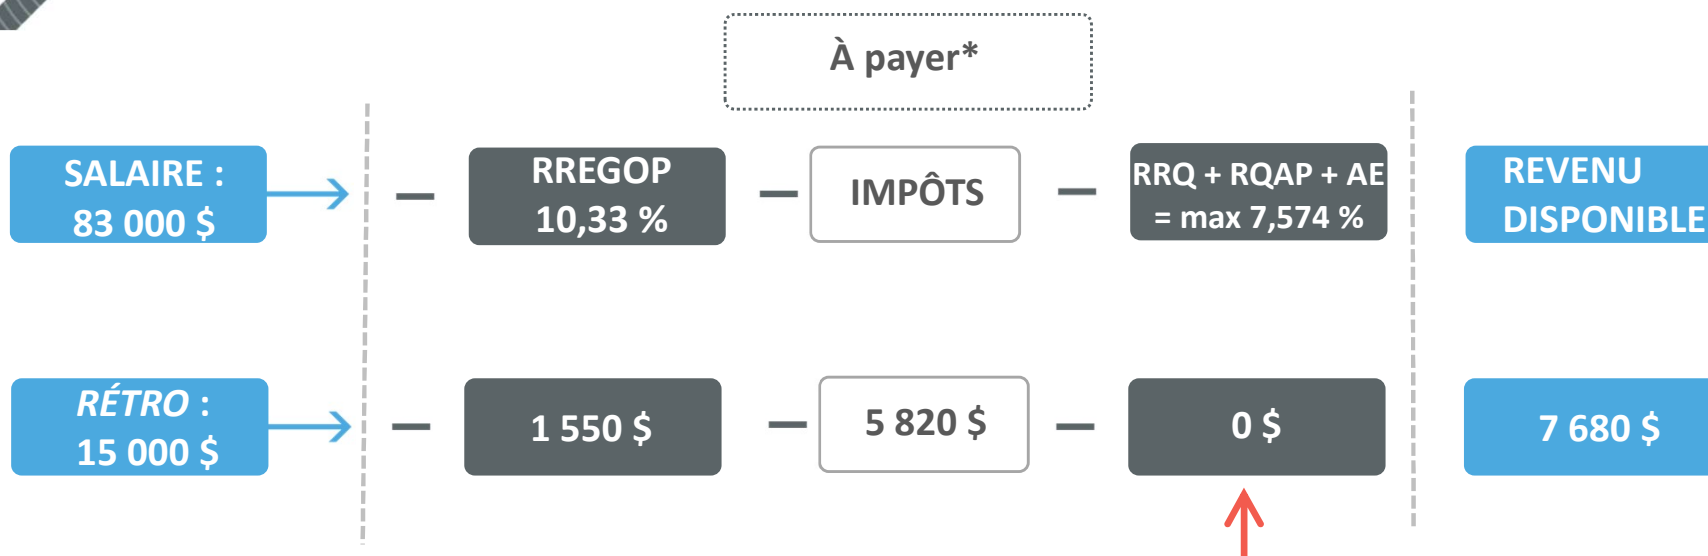 À payer*
SALAIRE :
83 000 $
— RREGOP
10,33 %
— IMPÔTS
— RRQ + RQAP + AE
= max 7,574 %
REVENU
DISPONIBLE
RÉTRO :
15 000 $
— 1 550 $
— 5 820 $
— 0 $
7 680 $